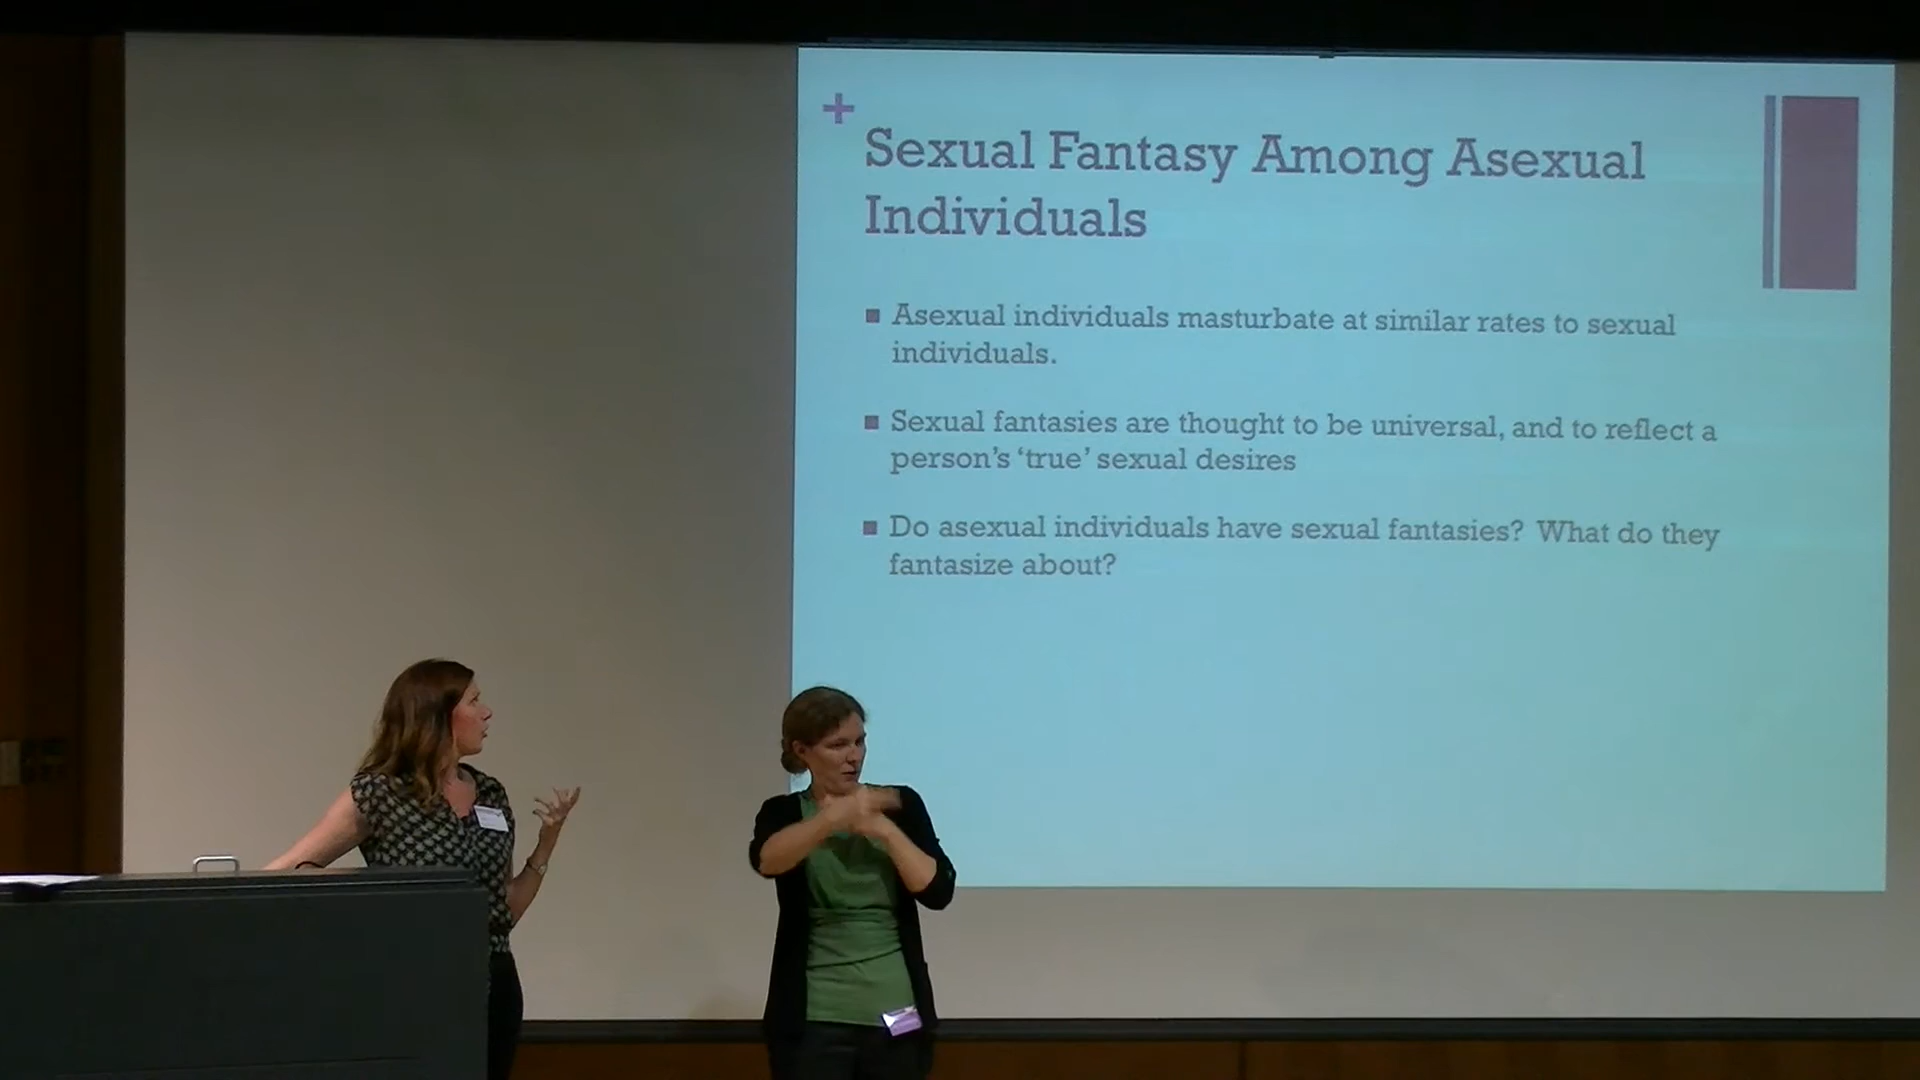 +
Sexual Fantasy Among Asexual
Individuals
Asexual individuals masturbate at similar rates to sexual
individuals.
Sexual fantasies are thought to be universal, and to reflect a
person's 'true' sexual desires
Do asexual individuals have sexual fantasies? What do they
fantasize about?